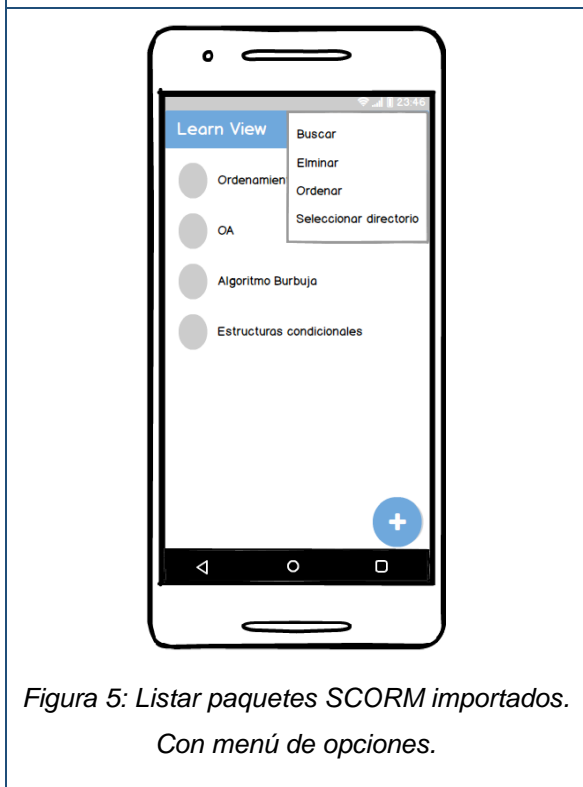 23:46
Learn View
Buscar
Elminar
Ordenar
Seleccionar directorio
Ordenamien
OA
Algoritmo Burbuja
Estructuras condicionales
Figura 5: Listar paquetes SCORM importados.
Con menú de opciones.